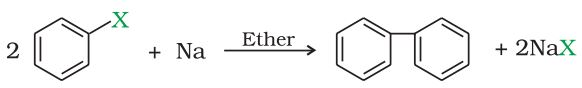 2 X + Na Ether + 2NaX